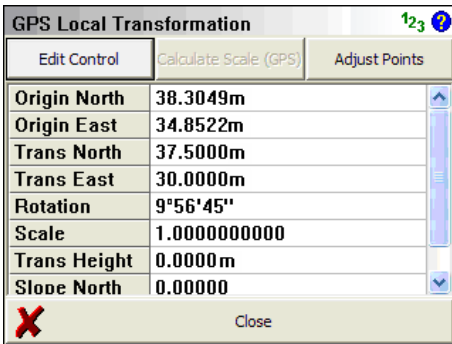 GPS Local Transformation 123 ?
Edit Control Calculate Scale (GPS) Adjust Points
Origin North 38.3049m
Origin East 34.8522m
Trans North 37.5000m
Trans East 30.0000m
Rotation 9°56'45"
Scale 1.0000000000
Trans Height 0.0000m
Slope North 0.00000
Close